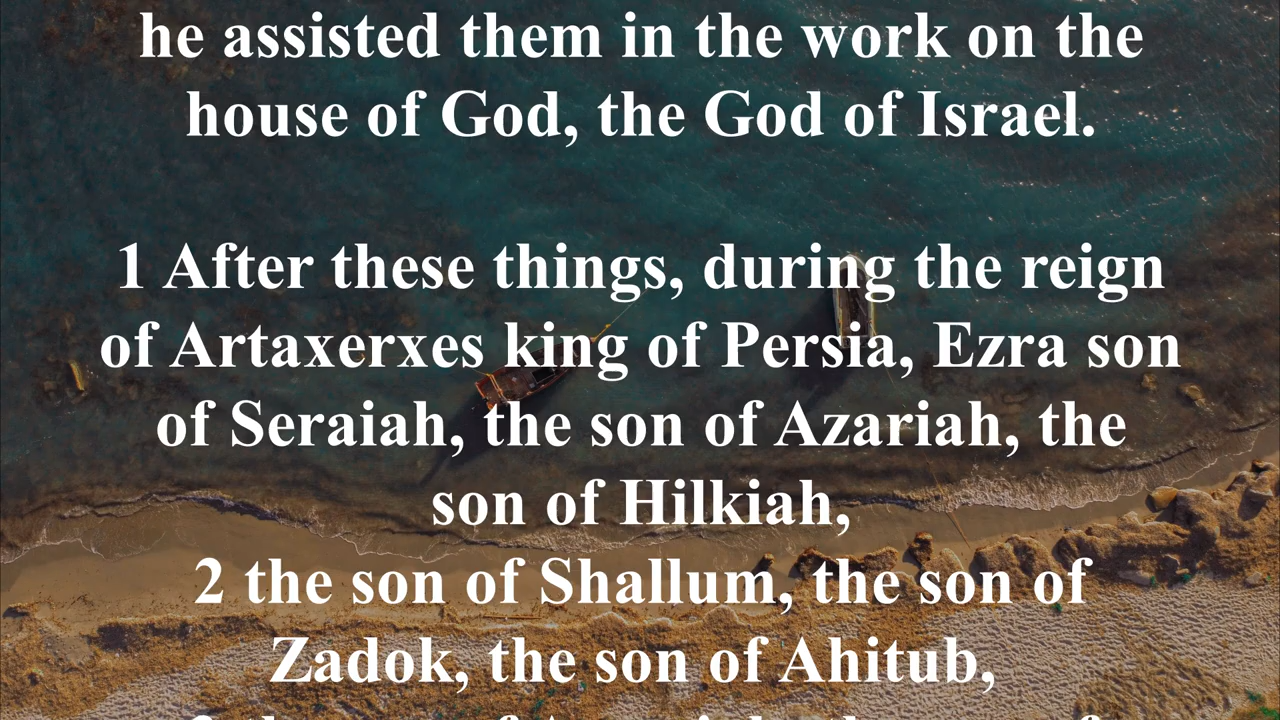 he assisted them in the work on the
house of God, the God of Israel.
1 After these things, during the reign
of Artaxerxes king of Persia, Ezra son
of Seraiah, the son of Azariah, the
son of Hilkiah,
2 the son of Shallum, the son of
Zadok, the son of Ahitub,